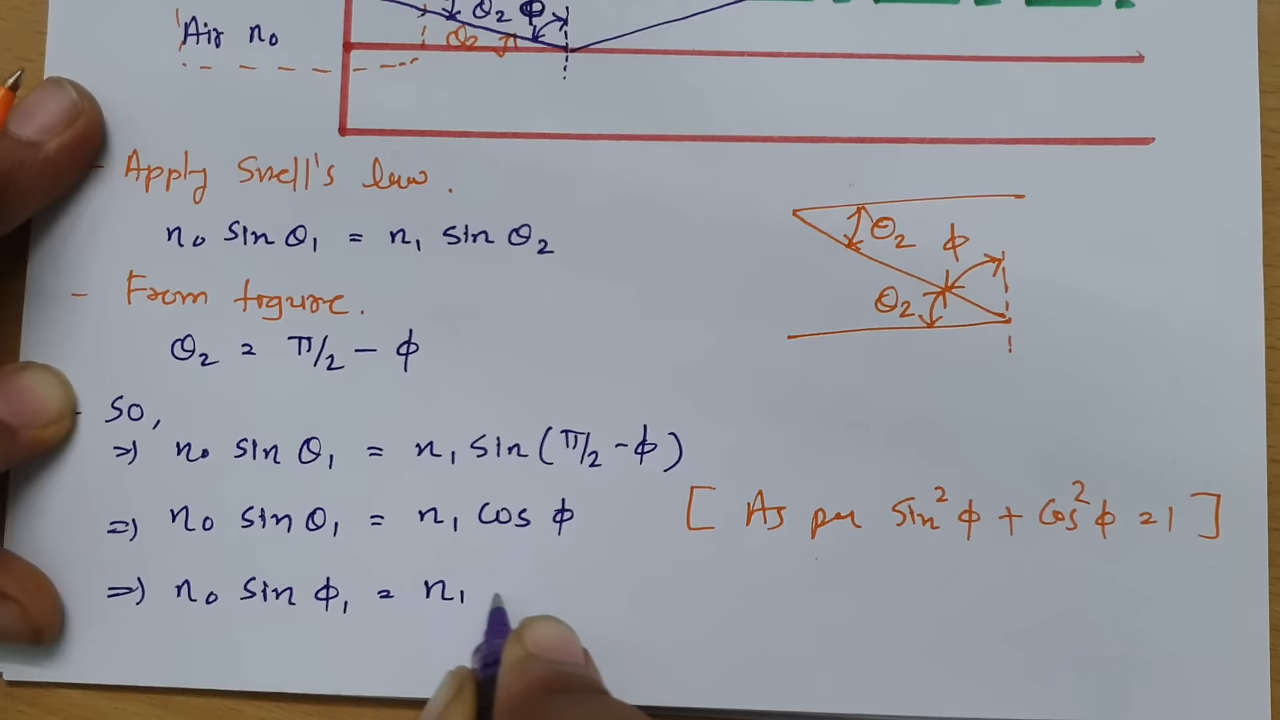 θ₂ φ
Air n₀
θ₂
- Apply Snell's law.
n₀ sin θ₁ = n₁ sin θ₂
θ₂ φ
θ₂
- From fogure.
θ₂ = π/2 - φ
- So,
⇒ n₀ sin θ₁ = n₁ sin(π/2 - φ)
⇒ n₀ sin θ₁ = n₁ cos φ [As per sin²φ + cos²φ = 1]
⇒ n₀ sin φ₁ = n₁